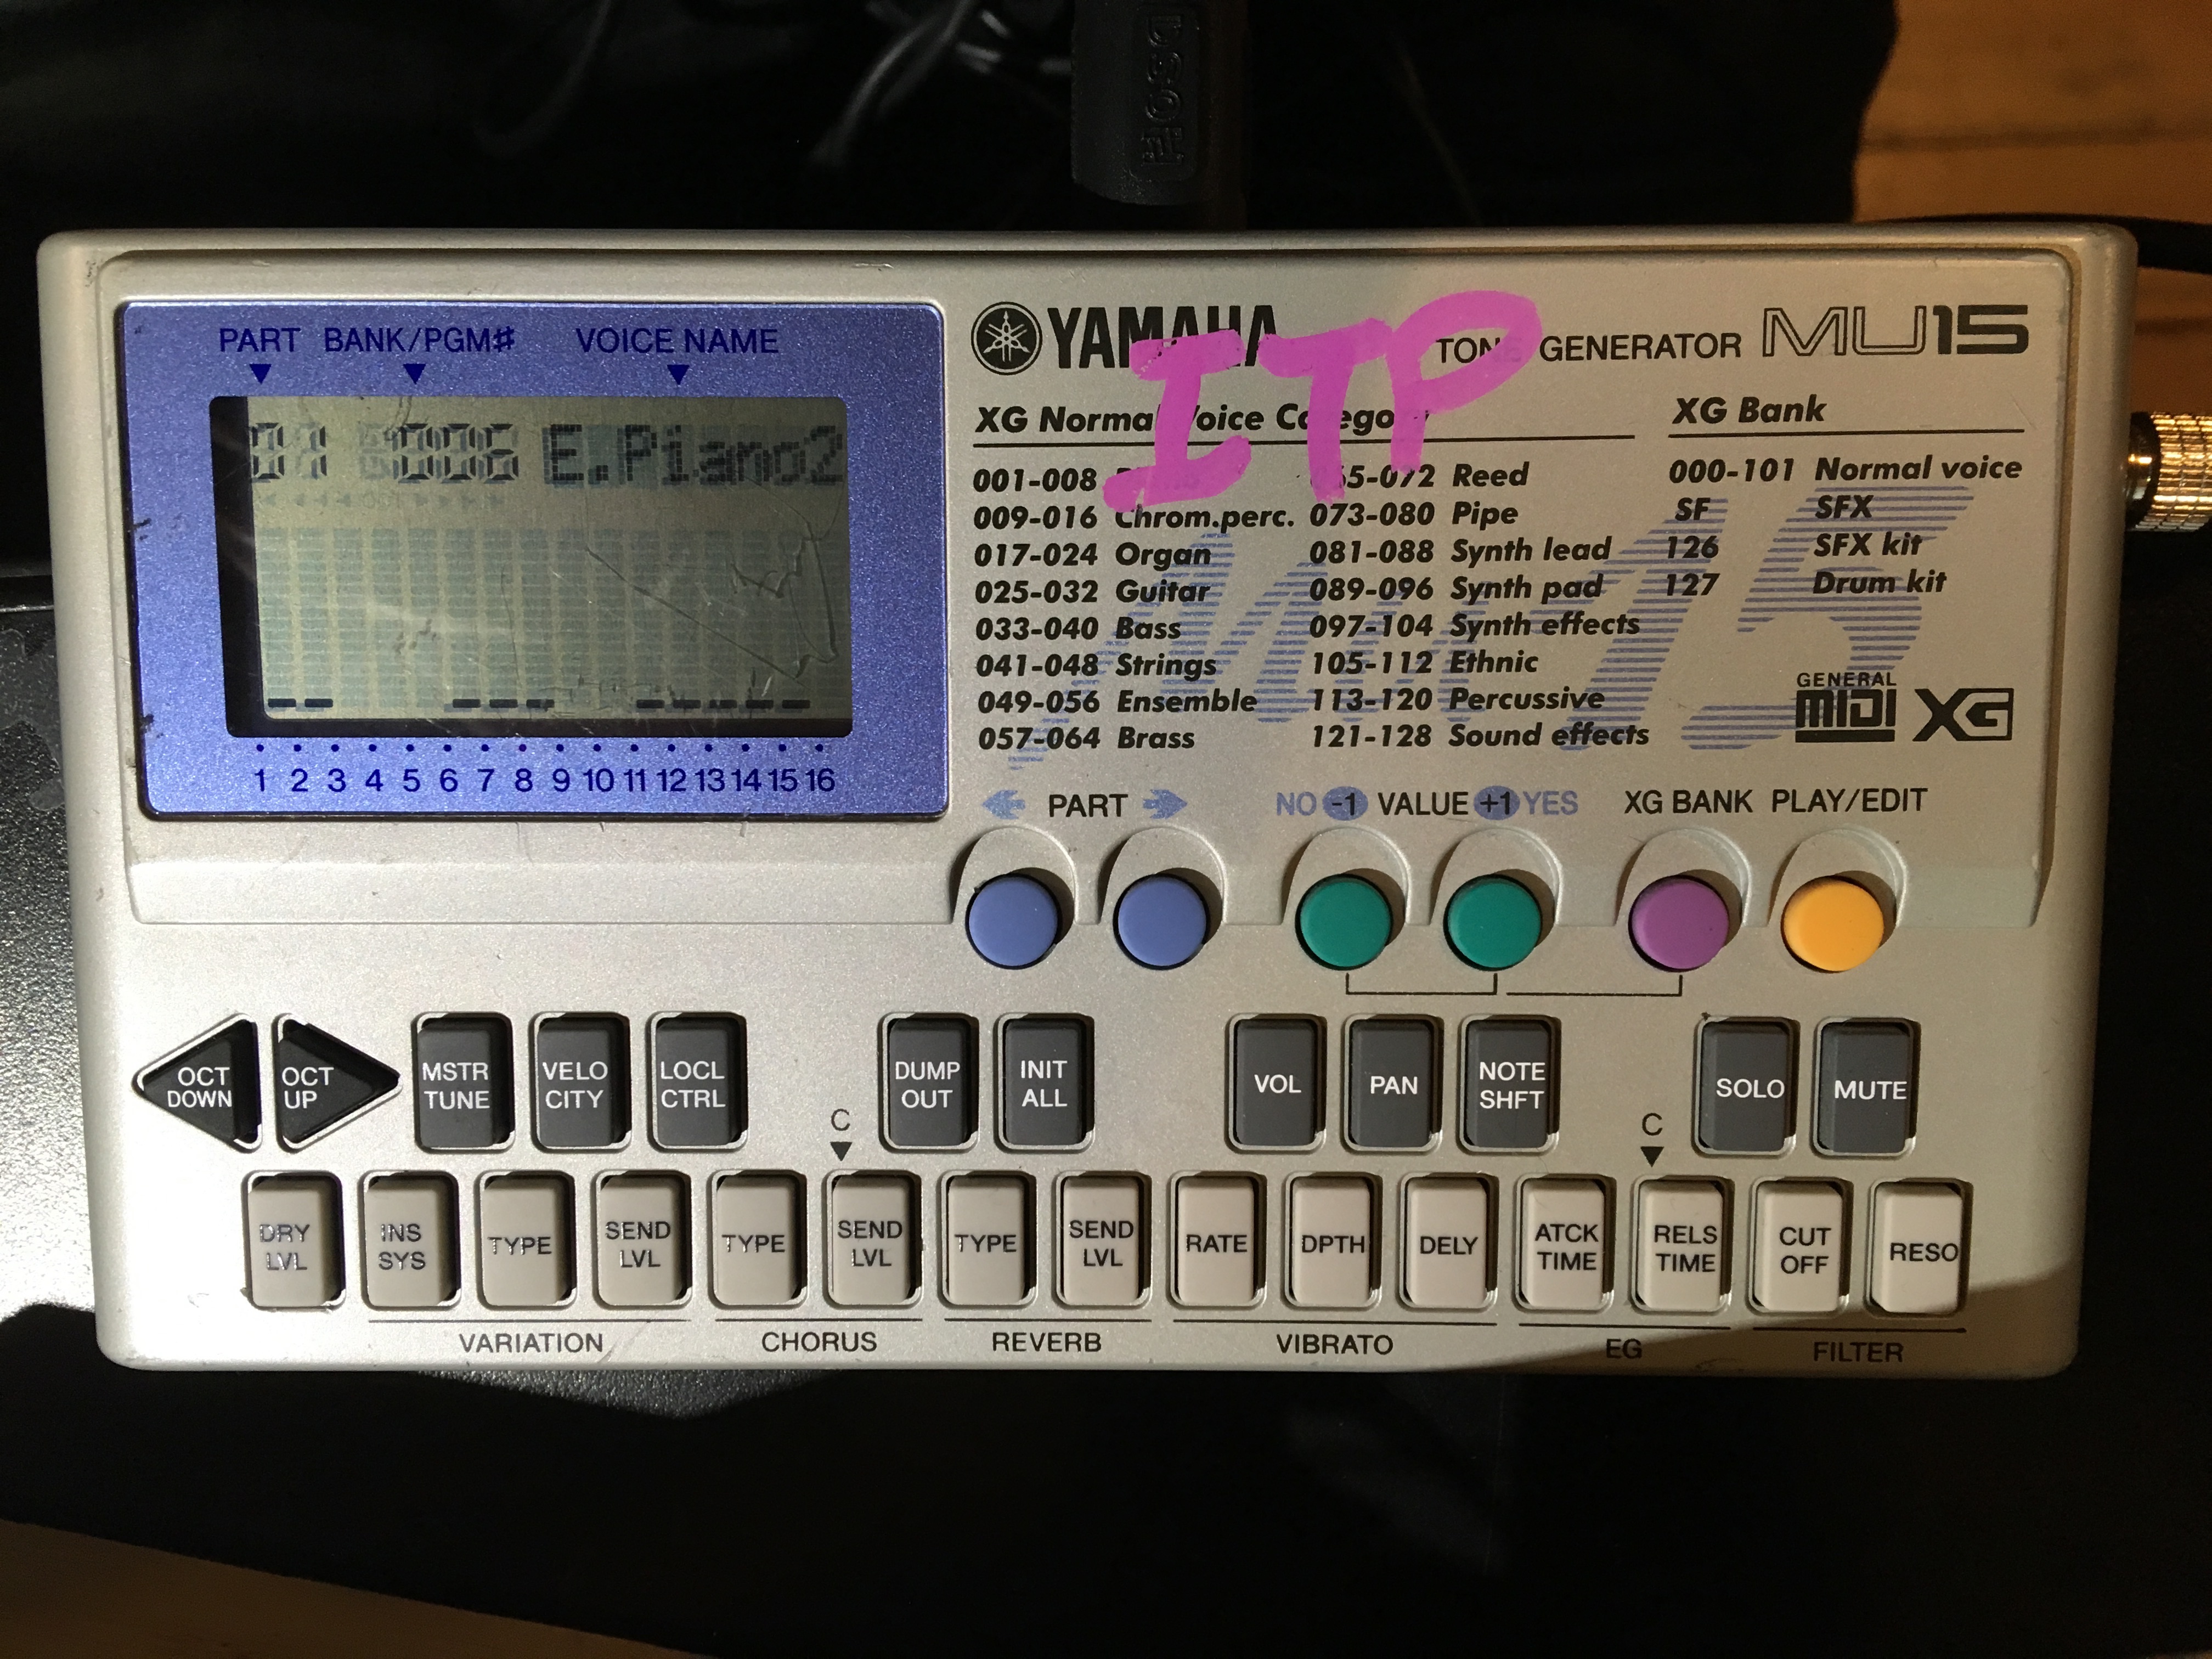 HOSA
PART BANK/PGM# VOICE NAME
01 006 E.Piano2
1 2 3 4 5 6 7 8 9 10 11 12 13 14 15 16
YAMAHA TONE GENERATOR MU15
ITP
XG Normal Voice Category XG Bank
001-008 065-072 Reed 000-101 Normal voice
009-016 Chrom.perc. 073-080 Pipe SF SFX
017-024 Organ 081-088 Synth lead 126 SFX kit
025-032 Guitar 089-096 Synth pad 127 Drum kit
033-040 Bass 097-104 Synth effects
041-048 Strings 105-112 Ethnic
049-056 Ensemble 113-120 Percussive
057-064 Brass 121-128 Sound effects
MU15
GENERAL
MIDI XG
PART NO -1 VALUE +1 YES XG BANK PLAY/EDIT
OCT DOWN
OCT UP
MSTR TUNE
VELO CITY
LOCL CTRL
DUMP OUT
INIT ALL
VOL
PAN
NOTE SHFT
SOLO
MUTE
C
C
DRY LVL
INS SYS
TYPE
SEND LVL
TYPE
SEND LVL
TYPE
SEND LVL
RATE
DPTH
DELY
ATCK TIME
RELS TIME
CUT OFF
RESO
VARIATION CHORUS REVERB VIBRATO EG FILTER